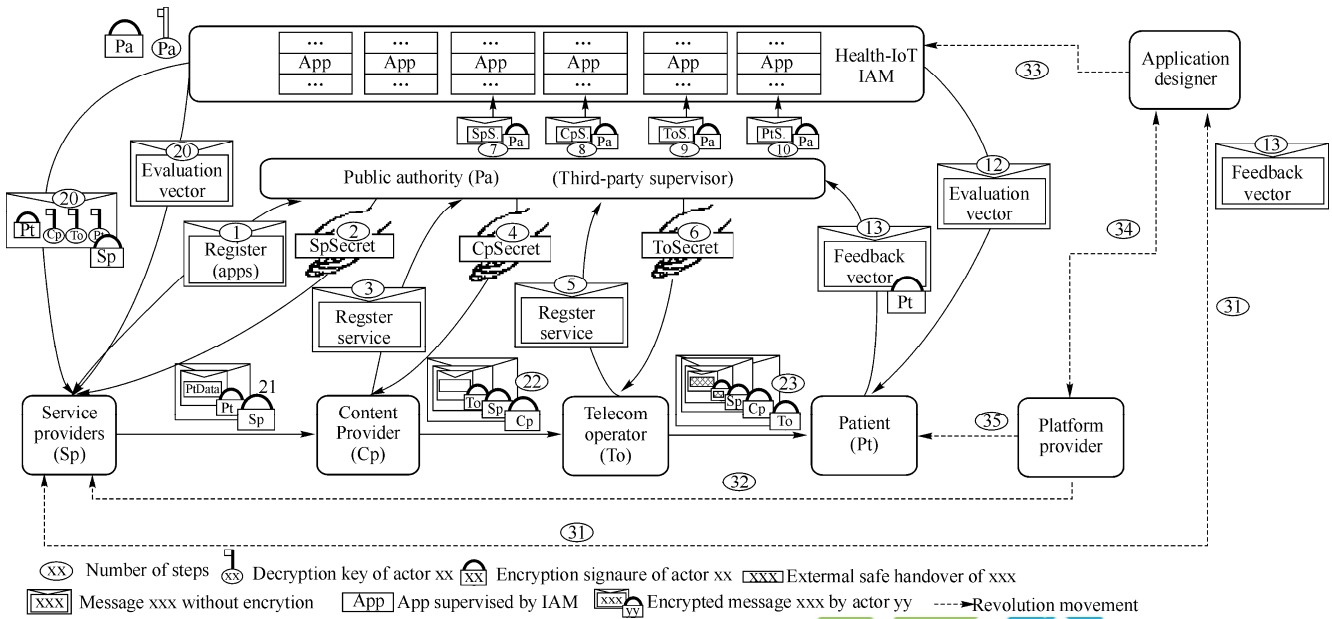 Pa
Pa
...
...
...
...
...
...
App
App
App
App
App
App
...
...
...
...
...
...
Health-IoT
IAM
33
Application
designer
SpS.
Pa
7
CpS.
Pa
8
ToS.
Pa
9
PtS.
Pa
10
20
Evaluation
vector
Public authority (Pa) (Third-party supervisor)
12
Evaluation
vector
13
Feedback
vector
20
Pt
Cp
To
Pt
Sp
1
Register
(apps)
2
SpSecret
4
CpSecret
6
ToSecret
13
Feedback
vector
Pt
34
3
Regster
service
5
Regster
service
31
PtData
Pt
Sp
21
To
Sp
Cp
22
Sp
Cp
To
23
Service
providers
(Sp)
Content
Provider
(Cp)
Telecom
operator
(To)
Patient
(Pt)
35
Platform
provider
32
31
xx Number of steps
xx Decryption key of actor xx
xx Encryption signaure of actor xx
xxx Extermal safe handover of xxx
xxx Message xxx without encrytion
App App supervised by IAM
xxx yy Encrypted message xxx by actor yy
Revolution movement